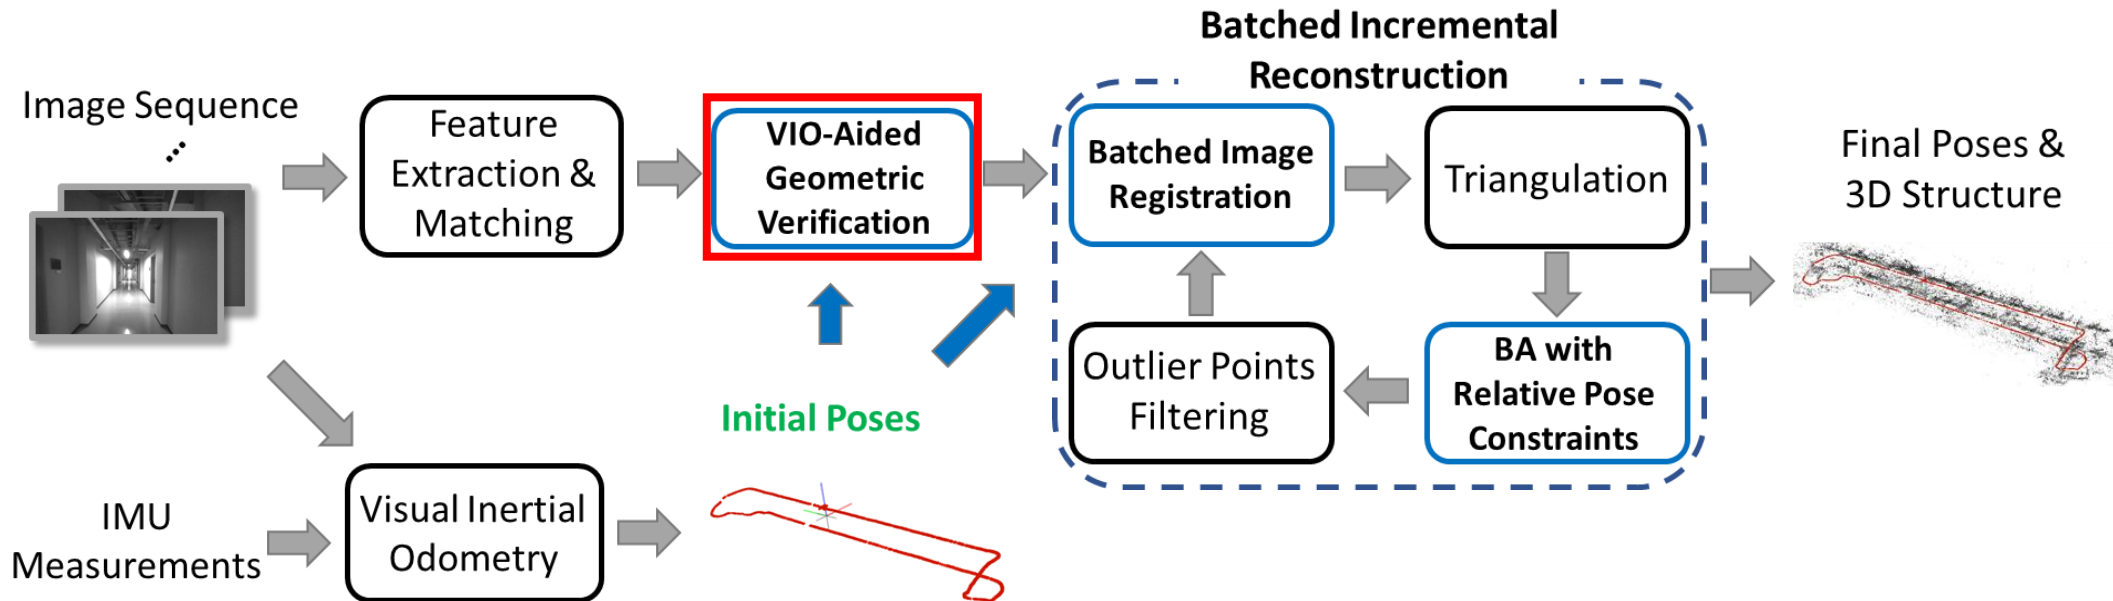 Batched Incremental
Reconstruction
Image Sequence
Feature
Extraction &
Matching
VIO-Aided
Geometric
Verification
Batched Image
Registration
Triangulation
Final Poses &
3D Structure
Outlier Points
Filtering
BA with
Relative Pose
Constraints
Initial Poses
IMU
Measurements
Visual Inertial
Odometry